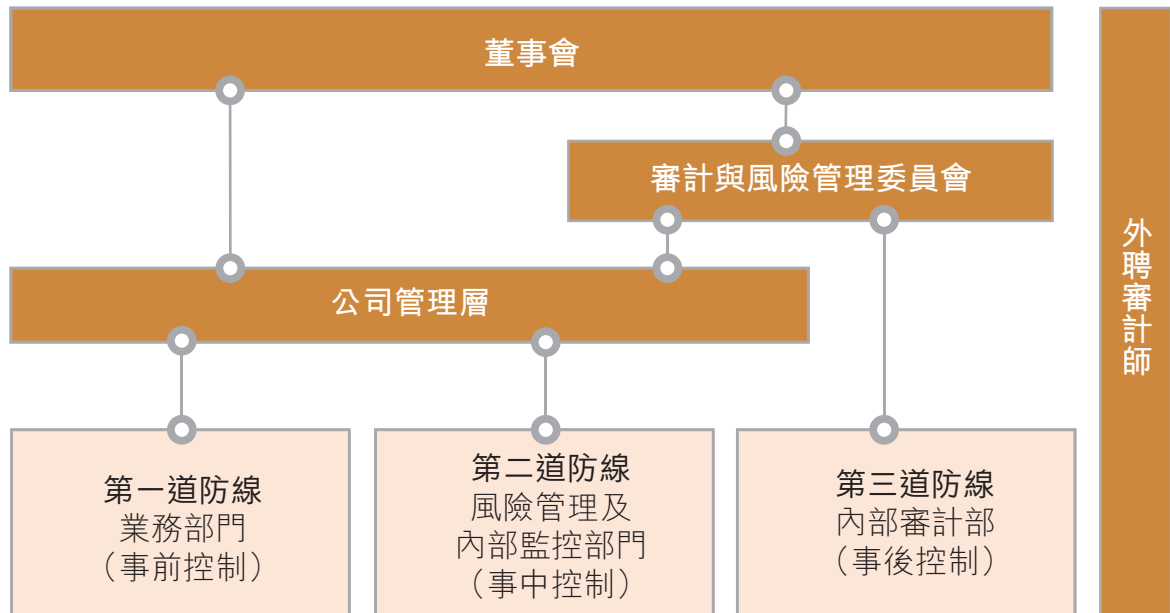 董事會
審計與風險管理委員會
公司管理層
第一道防線
業務部門
（事前控制）
第二道防線
風險管理及
內部監控部門
（事中控制）
第三道防線
內部審計部
（事後控制）
外聘審計師